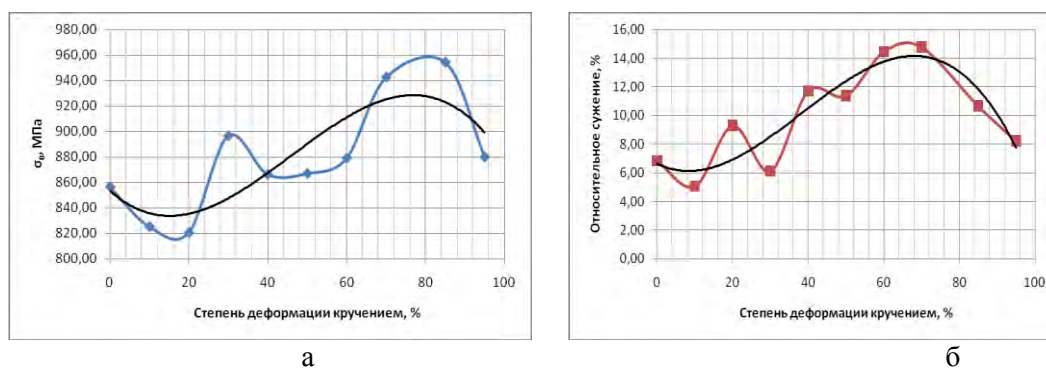 980,00
960,00
940,00
920,00
900,00
880,00
860,00
840,00
820,00
800,00
σв, МПа
0 20 40 60 80 100
Степень деформации кручением, %
а
16,00
14,00
12,00
10,00
8,00
6,00
4,00
2,00
0,00
Относительное сужение, %
0 20 40 60 80 100
Степень деформации кручением, %
б